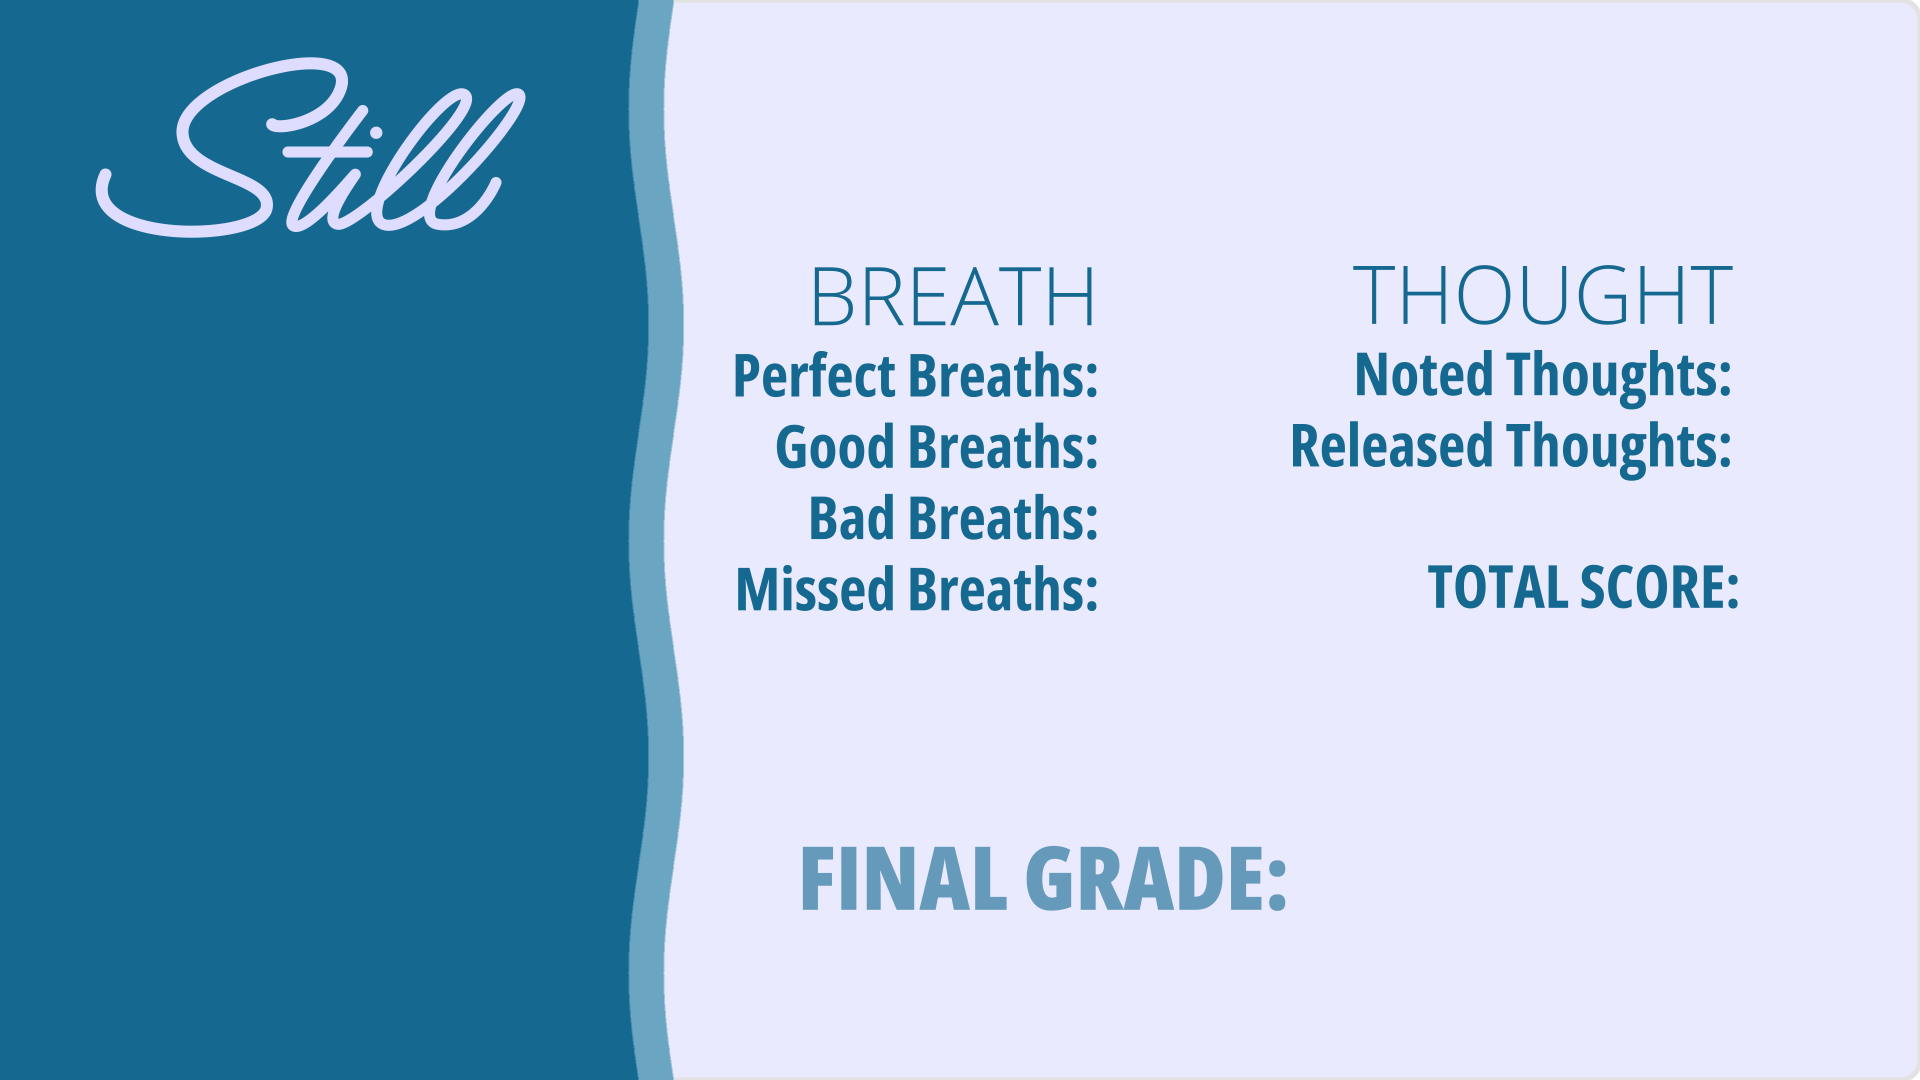 Still
BREATH
Perfect Breaths:
Good Breaths:
Bad Breaths:
Missed Breaths:
THOUGHT
Noted Thoughts:
Released Thoughts:
TOTAL SCORE:
FINAL GRADE: